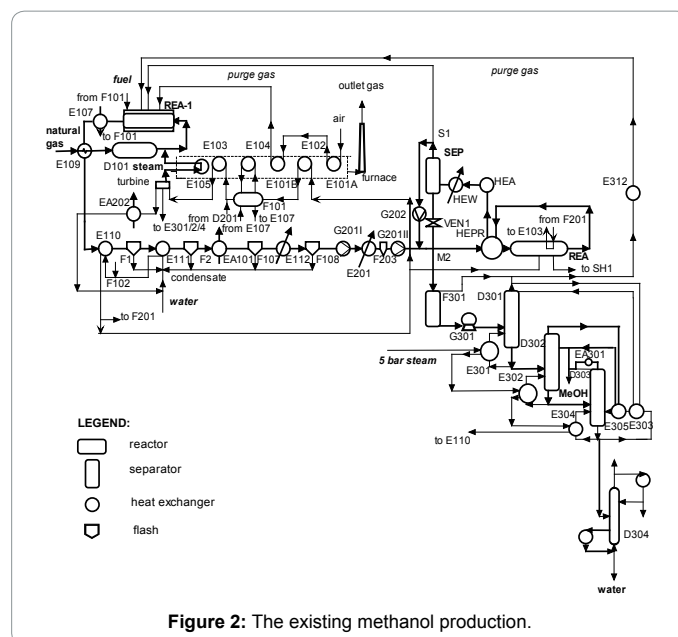 purge gas
outlet gas
purge gas
fuel
from F101
REA-1
E107
to F101
air
S1
natural
gas
E103
E104
E102
SEP
E109
D101
steam
HEA
E312
turbine
E105
E101B
E101A
furnace
HEW
F101
EA202
G202
VEN1
from F201
to E301/2/4
from D201
to E107
from E107
HEPR
to E103
E110
G201I
G201II
F1
E111
F2
EA101
F107
E112
F108
F203
M2
REA
F102
condensate
E201
to SH1
F301
D301
water
to F201
G301
D302
EA301
5 bar steam
E301
D303
E302
MeOH
E304
E305
E303
to E110
LEGEND:
reactor
separator
heat exchanger
flash
D304
water
Figure 2: The existing methanol production.